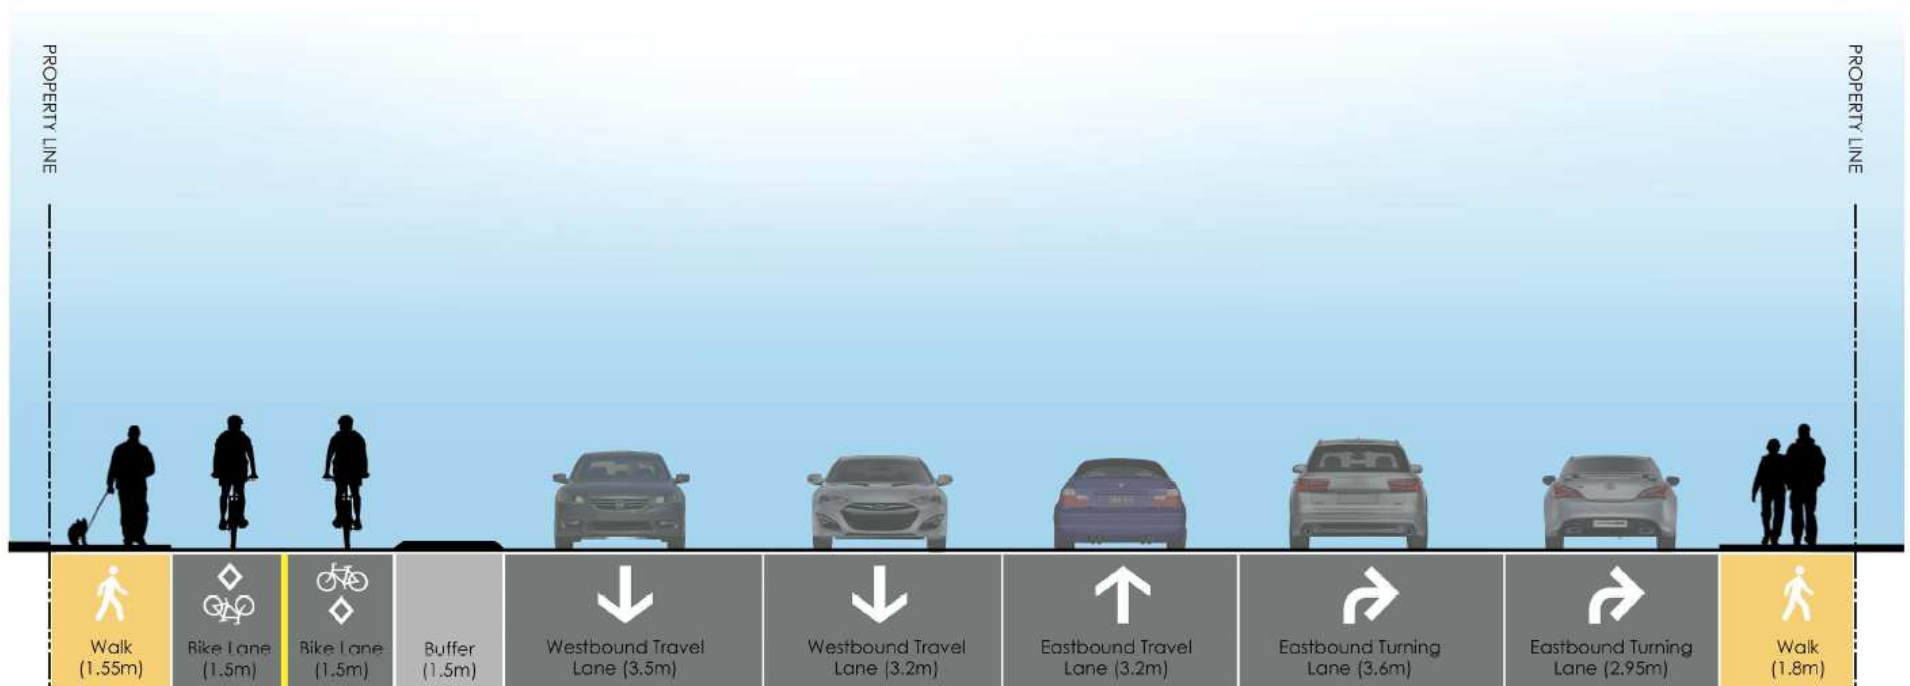 PROPERTY LINE
PROPERTY LINE
Walk
(1.55m)
Bike Lane
(1.5m)
Bike Lane
(1.5m)
Buffer
(1.5m)
Westbound Travel
Lane (3.5m)
Westbound Travel
Lane (3.2m)
Eastbound Travel
Lane (3.2m)
Eastbound Turning
Lane (3.6m)
Eastbound Turning
Lane (2.95m)
Walk
(1.8m)